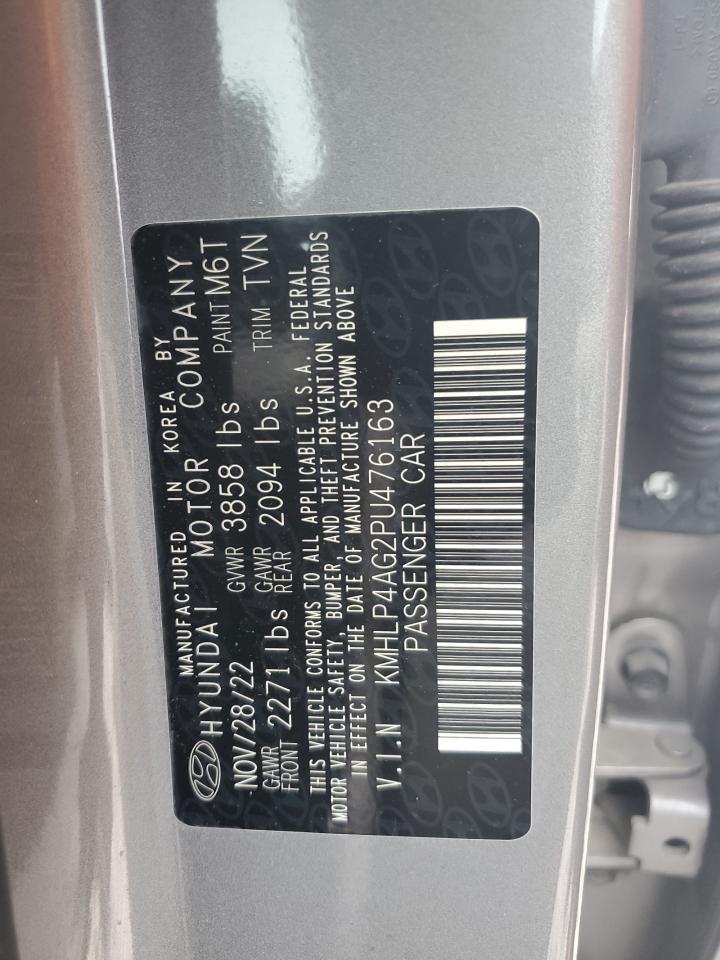 MANUFACTURED IN KOREA BY
HYUNDAI MOTOR COMPANY
NOV/28/22 GVWR 3858 lbs PAINT M6T
GAWR FRONT 2271 lbs GAWR REAR 2094 lbs TRIM TVN
THIS VEHICLE CONFORMS TO ALL APPLICABLE U.S.A. FEDERAL
MOTOR VEHICLE SAFETY, BUMPER, AND THEFT PREVENTION STANDARDS
IN EFFECT ON THE DATE OF MANUFACTURE SHOWN ABOVE
V.I.N KMHLP4AG2PU476163
PASSENGER CAR